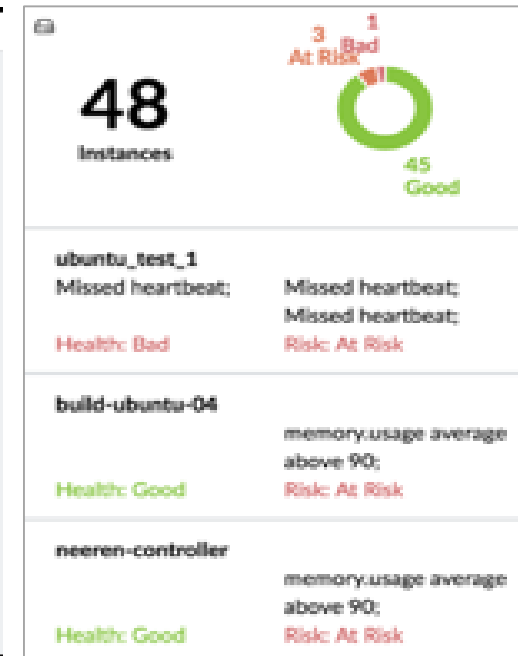 48
Instances
3
At Risk
1
Bad
45
Good
ubuntu_test_1
Missed heartbeat;
Missed heartbeat;
Missed heartbeat;
Health: Bad
Risk: At Risk
build-ubuntu-04
memory.usage average
above 90;
Health: Good
Risk: At Risk
neeren-controller
memory.usage average
above 90;
Health: Good
Risk: At Risk